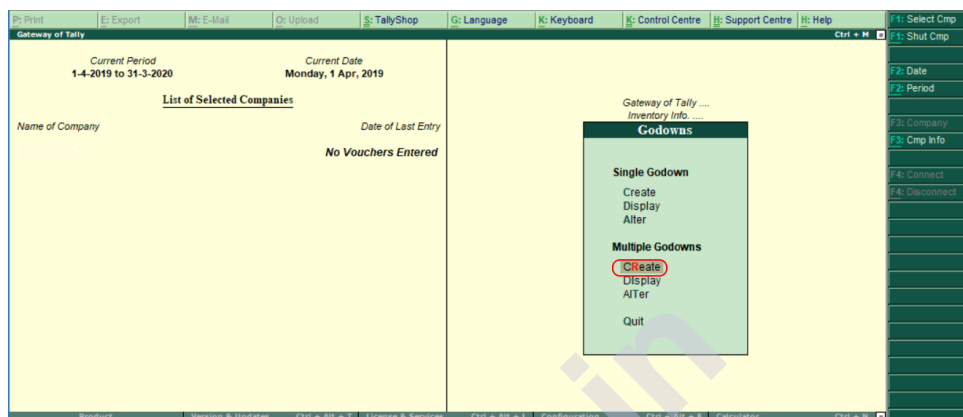 P: Print E: Export M: E-Mail O: Upload S: TallyShop G: Language K: Keyboard K: Control Centre H: Support Centre H: Help F1: Select Cmp
Gateway of Tally Ctrl + M F1: Shut Cmp
Current Period Current Date
1-4-2019 to 31-3-2020 Monday, 1 Apr, 2019
F2: Date
F2: Period
List of Selected Companies
Gateway of Tally ....
Inventory Info. ....
Name of Company Date of Last Entry
Godowns
F3: Company
F3: Cmp Info
No Vouchers Entered
Single Godown
F4: Connect
Create
F4: Disconnect
Display
Alter
Multiple Godowns
CReate
DIsplay
AlTer
Quit
in
Product Version & Updates Ctrl + Alt + T License & Services Ctrl + Alt + L Configuration Ctrl + Alt + F Calculator Ctrl + N